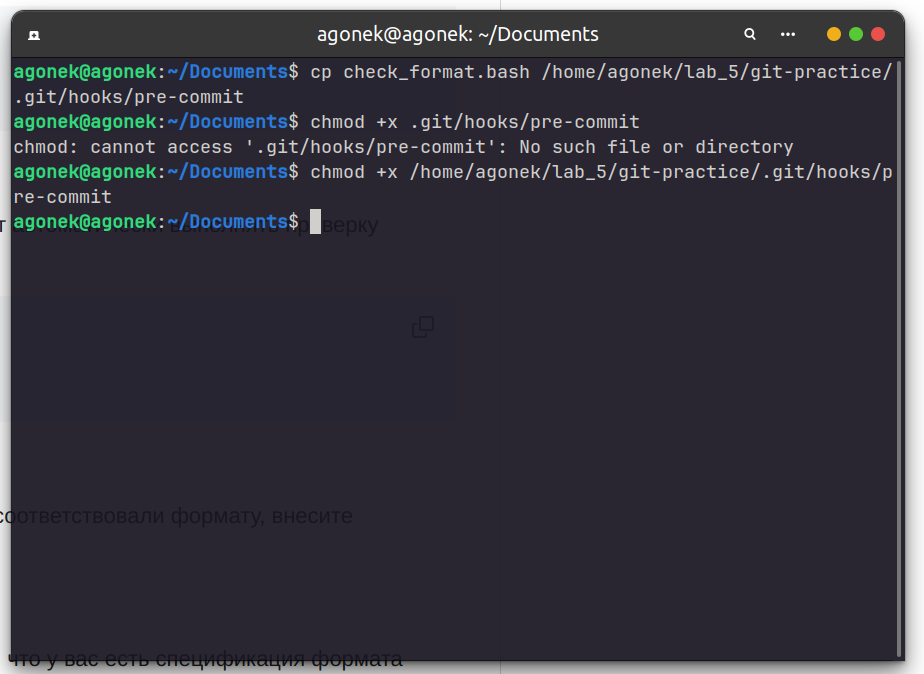 agonek@agonek: ~/Documents
agonek@agonek:~/Documents$ cp check_format.bash /home/agonek/lab_5/git-practice/
.git/hooks/pre-commit
agonek@agonek:~/Documents$ chmod +x .git/hooks/pre-commit
chmod: cannot access '.git/hooks/pre-commit': No such file or directory
agonek@agonek:~/Documents$ chmod +x /home/agonek/lab_5/git-practice/.git/hooks/p
re-commit
agonek@agonek:~/Documents$
верку
соответствовали формату, внесите
что у вас есть спецификация формата